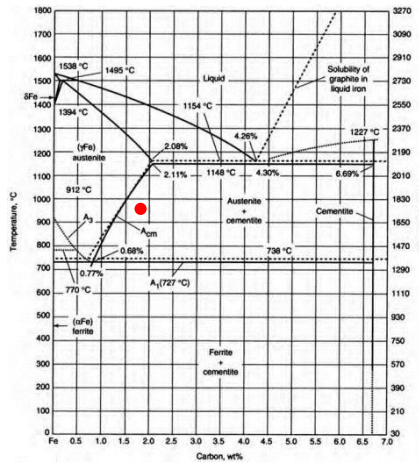 1800
1700
1600
1500
1400
1300
1200
1100
1000
900
800
700
600
500
400
300
200
100
0
Temperature, °C
3270
3090
2910
2730
2550
2370
2190
2010
1830
1650
1470
1290
1110
930
750
570
390
210
30
1538 °C
1495 °C
δFe
1394 °C
Liquid
Solubility of
graphite in
liquid iron
1154 °C
4.26%
1227 °C
(γFe)
austenite
2.08%
2.11%
1148 °C
4.30%
6.69%
912 °C
Austenite
+
cementite
Cementite
A3
Acm
0.68%
738 °C
0.77%
A1(727 °C)
770 °C
(αFe)
ferrite
Ferrite
+
cementite
Fe
0.5
1.0
1.5
2.0
2.5
3.0
3.5
4.0
4.5
5.0
5.5
6.0
6.5
7.0
Carbon, wt%